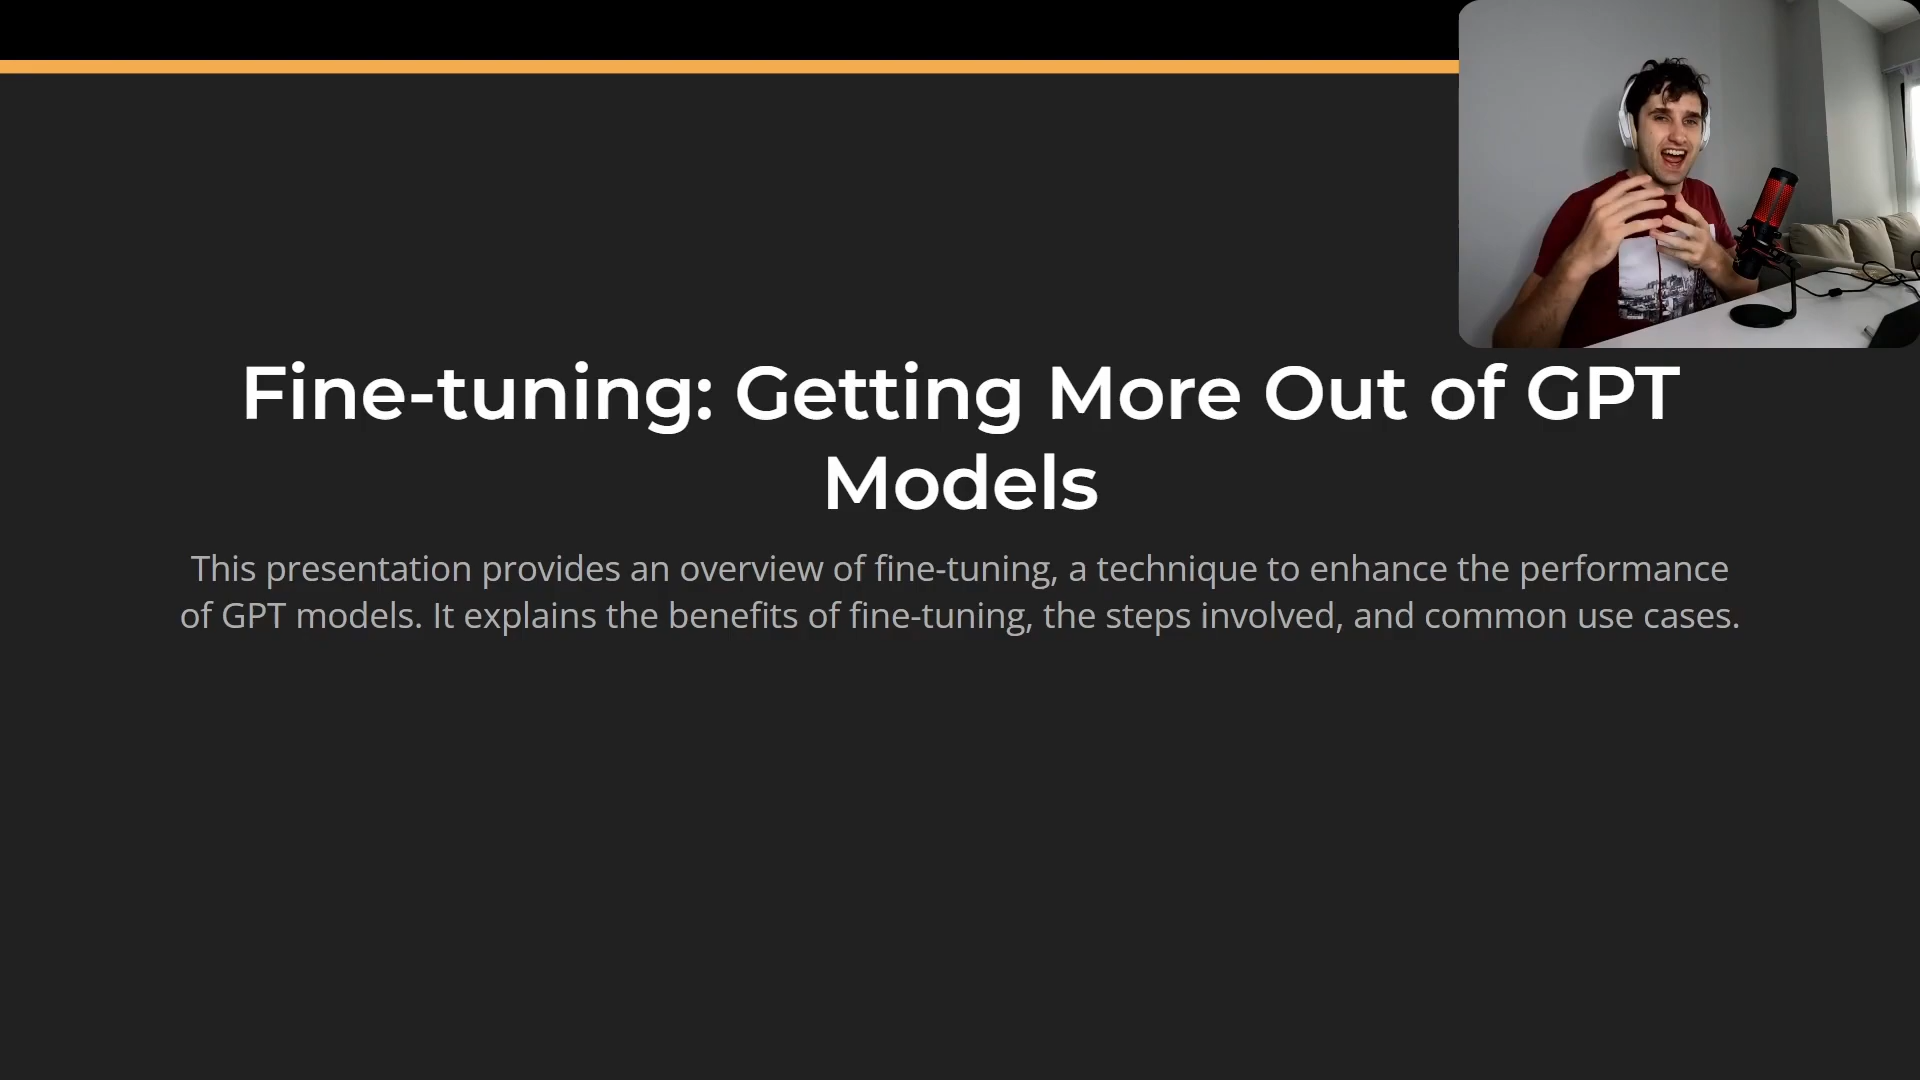 Fine-tuning: Getting More Out of GPT
Models
This presentation provides an overview of fine-tuning, a technique to enhance the performance
of GPT models. It explains the benefits of fine-tuning, the steps involved, and common use cases.